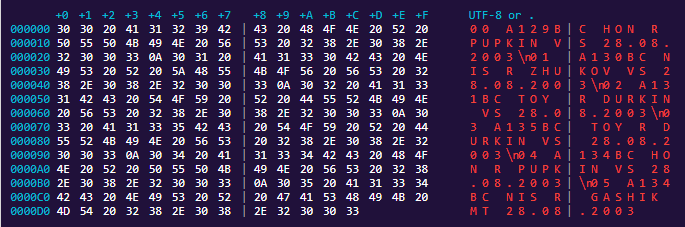 +0 +1 +2 +3 +4 +5 +6 +7 +8 +9 +A +B +C +D +E +F UTF-8 or .
000000 30 30 20 41 31 32 39 42 | 43 20 48 4F 4E 20 52 20 00 A129B|C HON R
000010 50 55 50 4B 49 4E 20 56 | 53 20 32 38 2E 30 38 2E PUPKIN V|S 28.08.
000020 32 30 30 33 0A 30 31 20 | 41 31 33 30 42 43 20 4E 2003\n01 |A130BC N
000030 49 53 20 52 20 5A 48 55 | 4B 4F 56 20 56 53 20 32 IS R ZHU|KOV VS 2
000040 38 2E 30 38 2E 32 30 30 | 33 0A 30 32 20 41 31 33 8.08.200|3\n02 A13
000050 31 42 43 20 54 4F 59 20 | 52 20 44 55 52 4B 49 4E 1BC TOY |R DURKIN
000060 20 56 53 20 32 38 2E 30 | 38 2E 32 30 30 33 0A 30 VS 28.0|8.2003\n0
000070 33 20 41 31 33 35 42 43 | 20 54 4F 59 20 52 20 44 3 A135BC| TOY R D
000080 55 52 4B 49 4E 20 56 53 | 20 32 38 2E 30 38 2E 32 URKIN VS| 28.08.2
000090 30 30 33 0A 30 34 20 41 | 31 33 34 42 43 20 48 4F 003\n04 A|134BC HO
0000A0 4E 20 52 20 50 55 50 4B | 49 4E 20 56 53 20 32 38 N R PUPK|IN VS 28
0000B0 2E 30 38 2E 32 30 30 33 | 0A 30 35 20 41 31 33 34 .08.2003|\n05 A134
0000C0 42 43 20 4E 49 53 20 52 | 20 47 41 53 48 49 4B 20 BC NIS R| GASHIK
0000D0 4D 54 20 32 38 2E 30 38 | 2E 32 30 30 33 MT 28.08|.2003